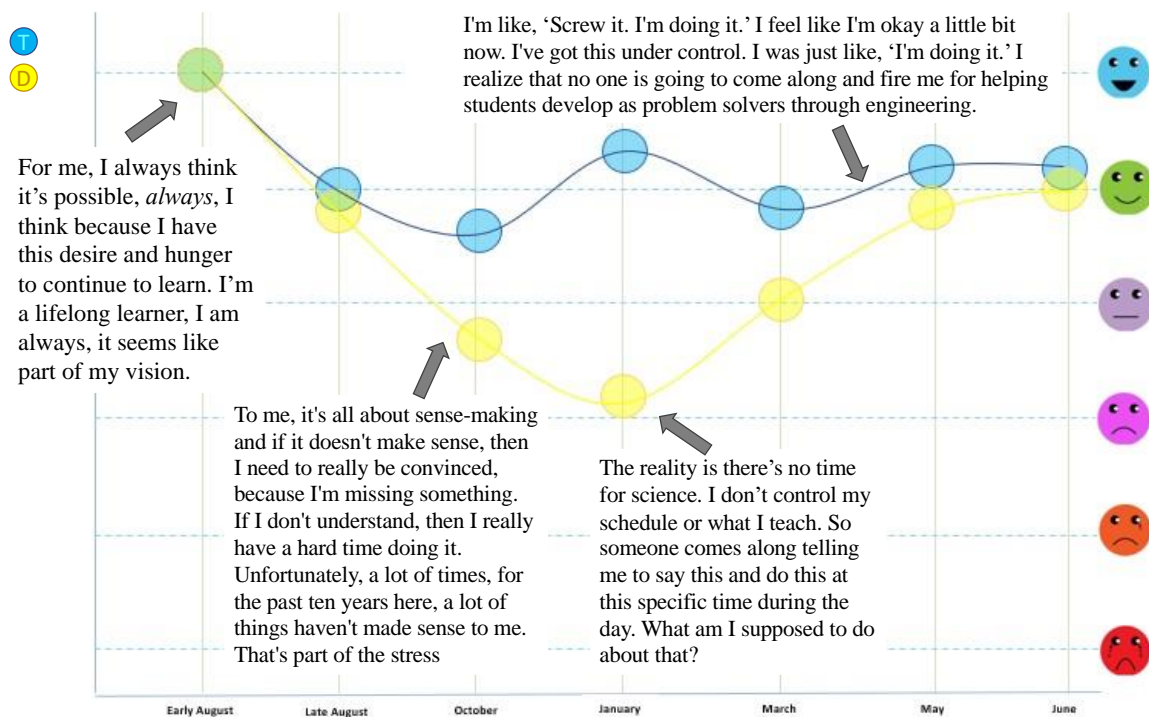 T
D
I'm like, ‘Screw it. I'm doing it.’ I feel like I'm okay a little bit
now. I've got this under control. I was just like, ‘I'm doing it.’ I
realize that no one is going to come along and fire me for helping
students develop as problem solvers through engineering.
For me, I always think
it’s possible, always, I
think because I have
this desire and hunger
to continue to learn. I’m
a lifelong learner, I am
always, it seems like
part of my vision.
To me, it's all about sense-making
and if it doesn't make sense, then
I need to really be convinced,
because I'm missing something.
If I don't understand, then I really
have a hard time doing it.
Unfortunately, a lot of times, for
the past ten years here, a lot of
things haven't made sense to me.
That's part of the stress
The reality is there’s no time
for science. I don’t control my
schedule or what I teach. So
someone comes along telling
me to say this and do this at
this specific time during the
day. What am I supposed to do
about that?
Early August Late August October January March May June